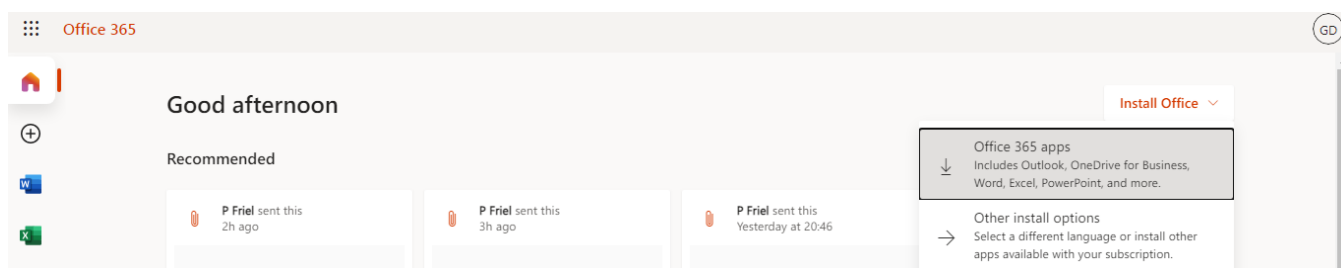 Office 365
GD
Good afternoon
Install Office
Recommended
Office 365 apps
Includes Outlook, OneDrive for Business,
Word, Excel, PowerPoint, and more.
P Friel sent this
2h ago
P Friel sent this
3h ago
P Friel sent this
Yesterday at 20:46
Other install options
Select a different language or install other
apps available with your subscription.
W
X